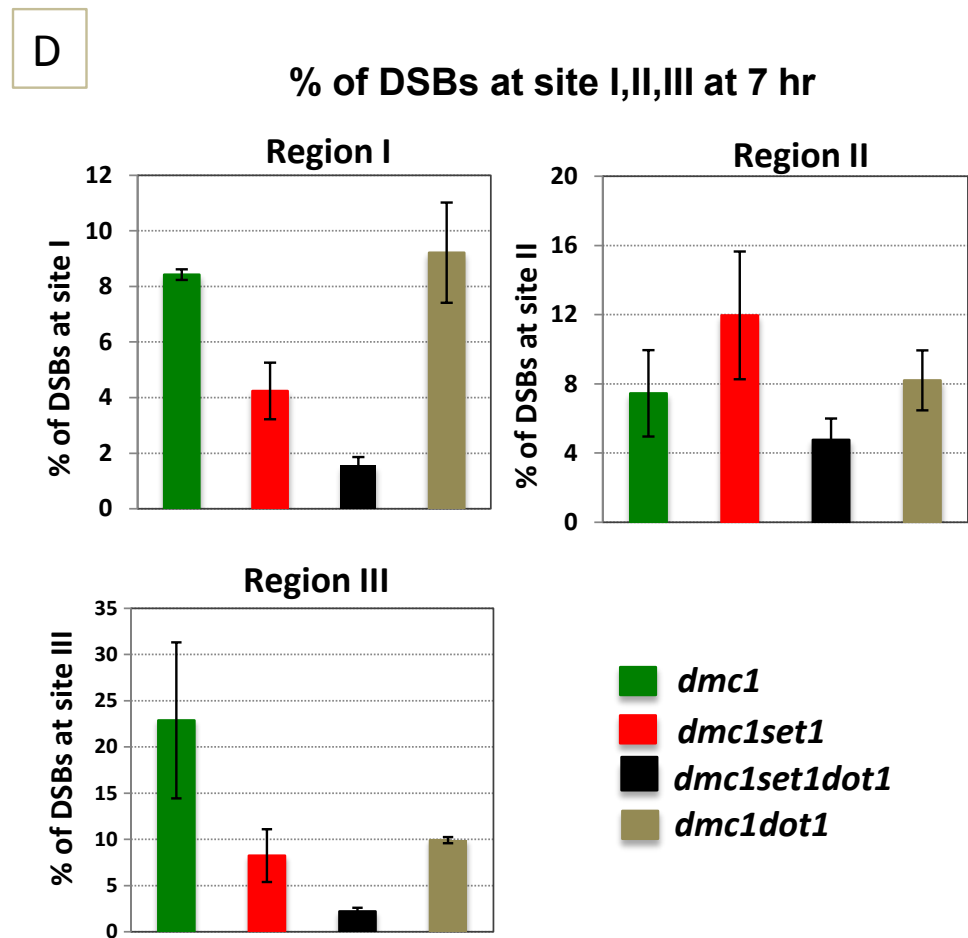 D
% of DSBs at site I,II,III at 7 hr
Region I
% of DSBs at site I
12
10
8
6
4
2
0
Region II
% of DSBs at site II
20
16
12
8
4
0
Region III
% of DSBs at site III
35
30
25
20
15
10
5
0
dmc1
dmc1set1
dmc1set1dot1
dmc1dot1